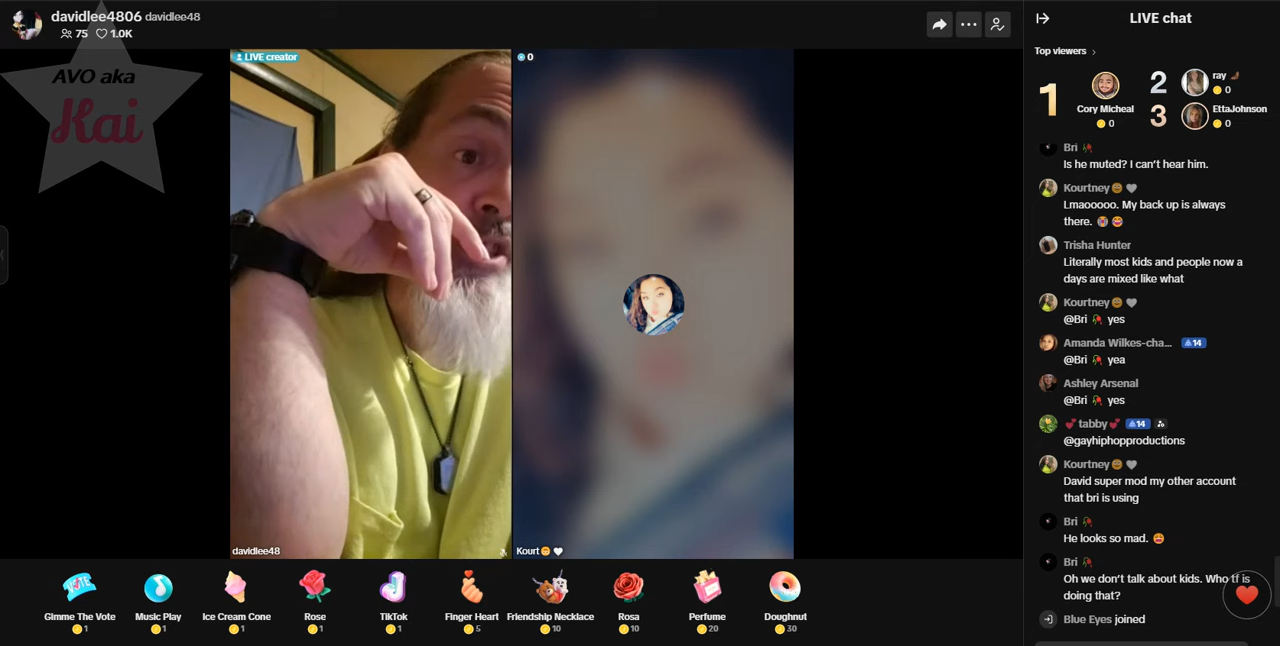 davidlee4806 davidlee48
75 1.0K
AVO aka
Kai
LIVE creator
0
davidlee48
Kourt
Gimme The Vote
1
Music Play
1
Ice Cream Cone
1
Rose
1
TikTok
1
Finger Heart
5
Friendship Necklace
10
Rosa
10
Perfume
20
Doughnut
30
LIVE chat
Top viewers
1
Cory Micheal
0
2
ray
0
3
EttaJohnson
0
Bri
Is he muted? I can't hear him.
Kourtney
Lmaooooo. My back up is always
there.
Trisha Hunter
Literally most kids and people now a
days are mixed like what
Kourtney
@Bri yes
Amanda Wilkes-cha... 14
@Bri yea
Ashley Arsenal
@Bri yes
tabby 14
@gayhiphopproductions
Kourtney
David super mod my other account
that bri is using
Bri
He looks so mad.
Bri
Oh we don't talk about kids. Who tf is
doing that?
Blue Eyes joined